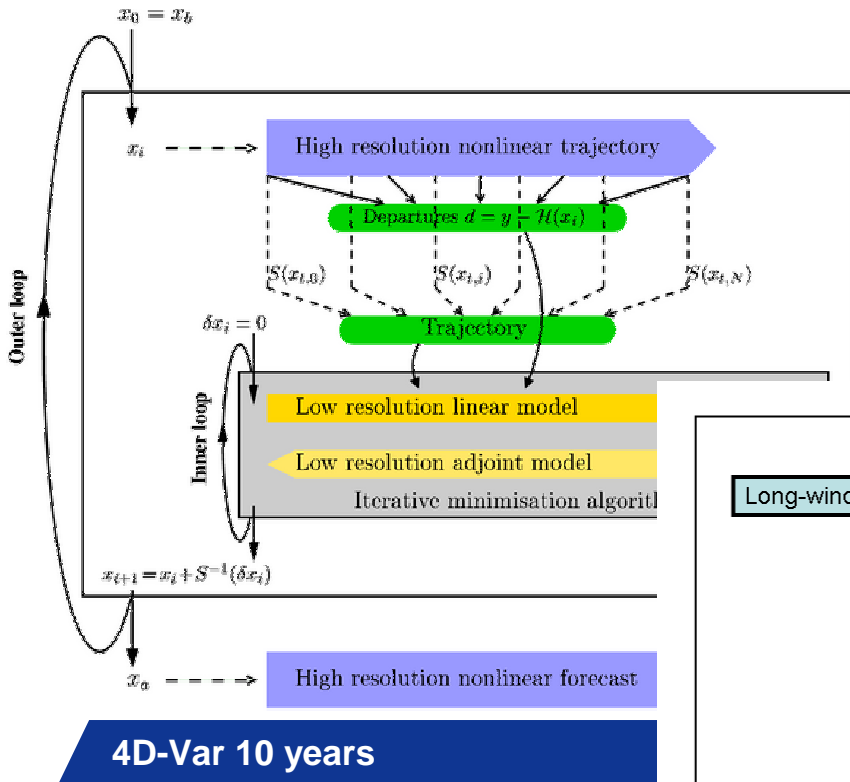 x_0 = x_b
x_i
High resolution nonlinear trajectory
Departures d = y − H(x_i)
S(x_{i,0})
S(x_{i,i})
S(x_{i,N})
Outer loop
Trajectory
δx_i = 0
Inner loop
Low resolution linear model
Low resolution adjoint model
Iterative minimisation algorit
Long-wind
x_{i+1} = x_i + S^{-1}(δx_i)
x_a
High resolution nonlinear forecast
4D-Var 10 years